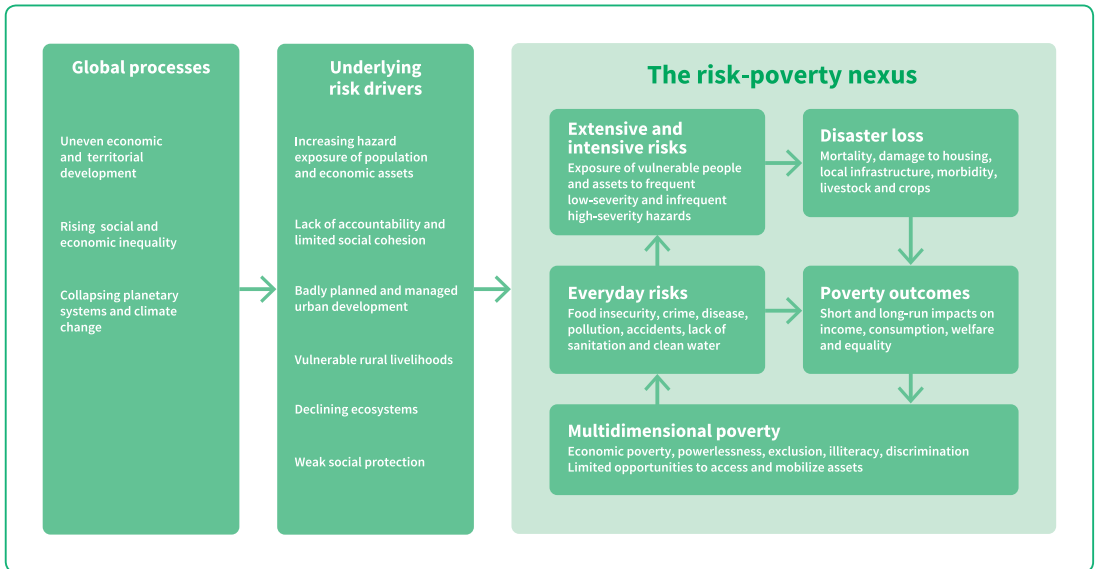 Global processes
Uneven economic
and territorial
development
Rising social and
economic inequality
Collapsing planetary
systems and climate
change
Underlying
risk drivers
Increasing hazard
exposure of population
and economic assets
Lack of accountability and
limited social cohesion
Badly planned and managed
urban development
Vulnerable rural livelihoods
Declining ecosystems
Weak social protection
The risk-poverty nexus
Extensive and
intensive risks
Exposure of vulnerable people
and assets to frequent
low-severity and infrequent
high-severity hazards
Disaster loss
Mortality, damage to housing,
local infrastructure, morbidity,
livestock and crops
Everyday risks
Food insecurity, crime, disease,
pollution, accidents, lack of
sanitation and clean water
Poverty outcomes
Short and long-run impacts on
income, consumption, welfare
and equality
Multidimensional poverty
Economic poverty, powerlessness, exclusion, illiteracy, discrimination
Limited opportunities to access and mobilize assets